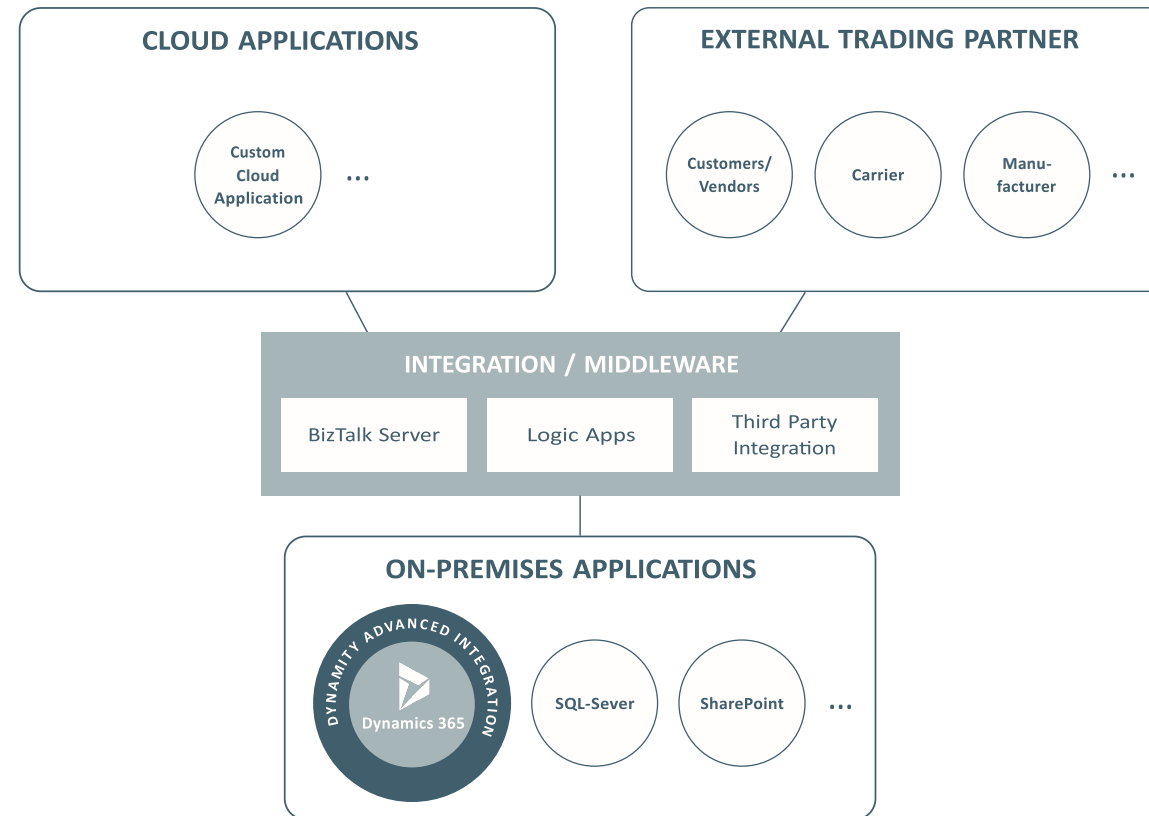 CLOUD APPLICATIONS
Custom
Cloud
Application
...
EXTERNAL TRADING PARTNER
Customers/
Vendors
Carrier
Manu-
facturer
...
INTEGRATION / MIDDLEWARE
BizTalk Server
Logic Apps
Third Party
Integration
ON-PREMISES APPLICATIONS
DYNAMITY ADVANCED INTEGRATION
Dynamics 365
SQL-Sever
SharePoint
...